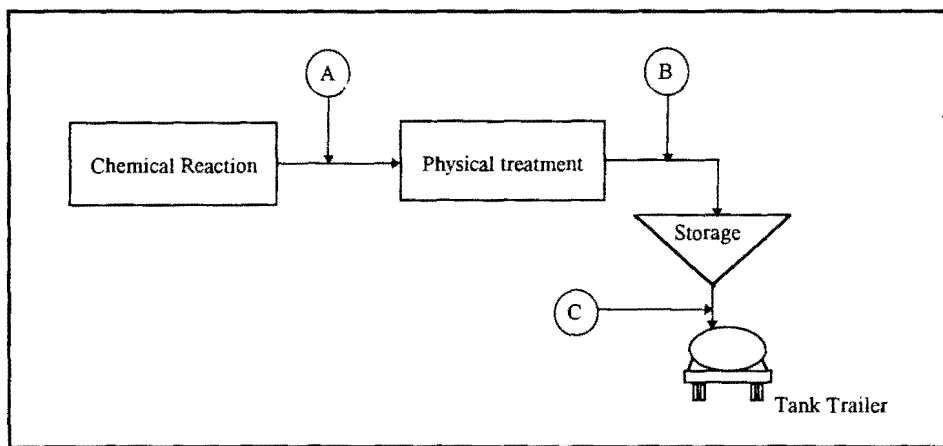 A
B
Chemical Reaction
Physical treatment
Storage
C
Tank Trailer